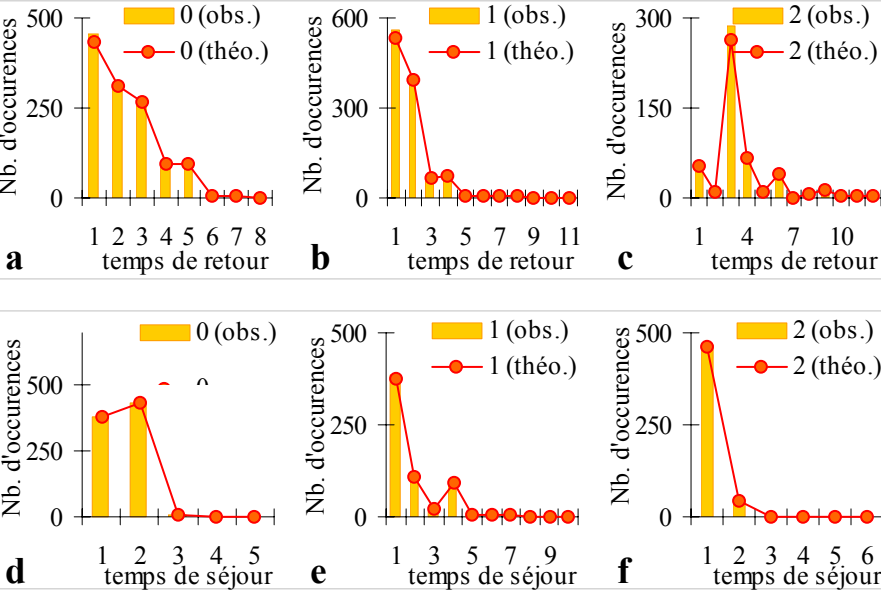 500
250
0
Nb. d'occurences
0 (obs.)
0 (théo.)
1 2 3 4 5 6 7 8
temps de retour
a
600
300
0
Nb. d'occurences
1 (obs.)
1 (théo.)
1 3 5 7 9 11
temps de retour
b
300
150
0
Nb. d'occurences
2 (obs.)
2 (théo.)
1 4 7 10
temps de retour
c
500
250
0
Nb. d'occurences
0 (obs.)
1 2 3 4 5
temps de séjour
d
500
250
0
Nb. d'occurences
1 (obs.)
1 (théo.)
1 3 5 7 9
temps de séjour
e
500
250
0
Nb. d'occurences
2 (obs.)
2 (théo.)
1 2 3 4 5 6
temps de séjour
f